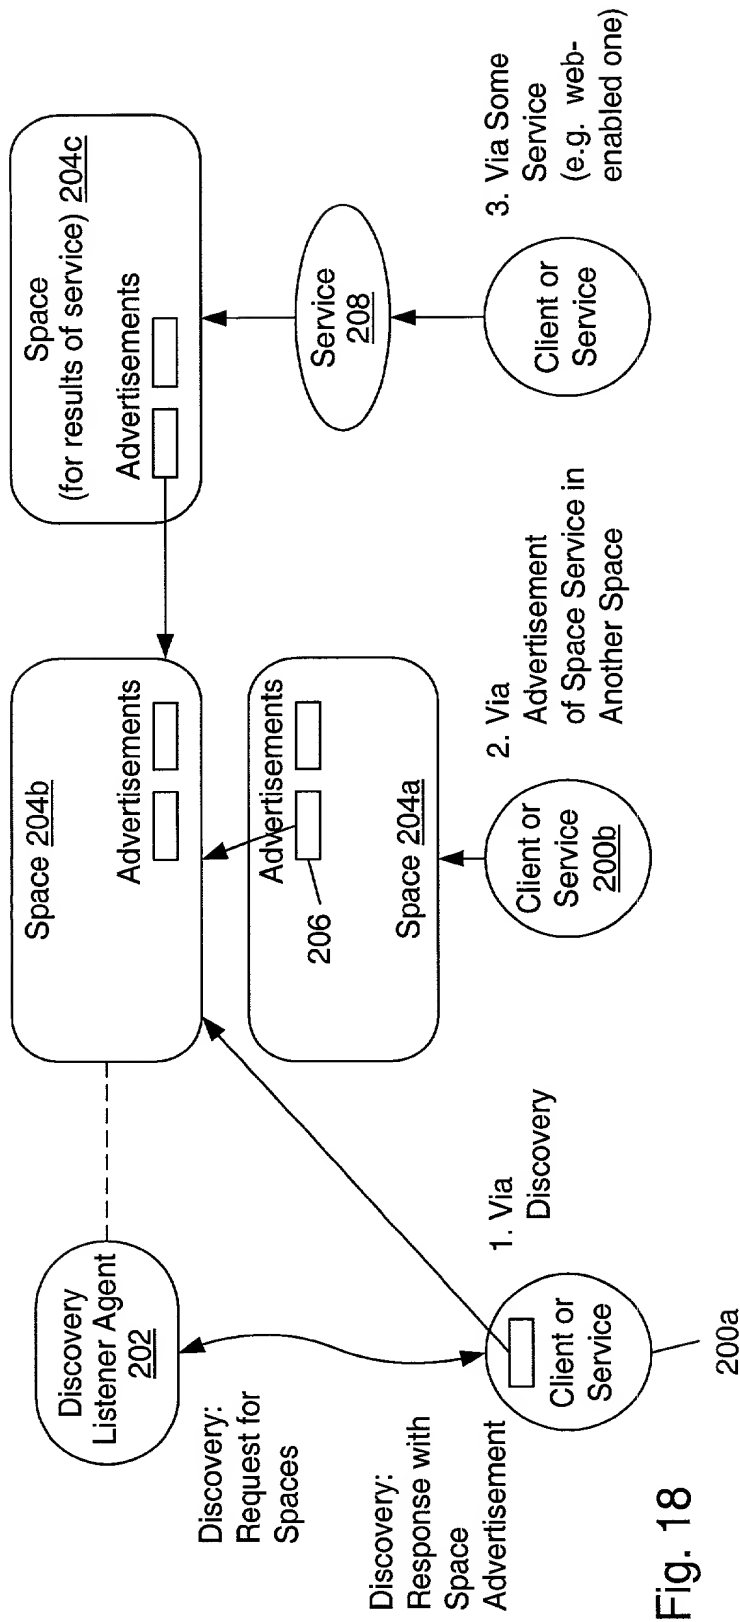 Discovery
Listener Agent
202
Discovery:
Request for
Spaces
Discovery:
Response with
Space
Advertisement
Client or
Service
200a
1. Via
Discovery
Space 204b
Advertisements
Advertisements
206
Space 204a
Client or
Service
200b
2. Via
Advertisement
of Space Service in
Another Space
Space
(for results of service) 204c
Advertisements
Service
208
Client or
Service
3. Via Some
Service
(e.g. web-
enabled one)
Fig. 18